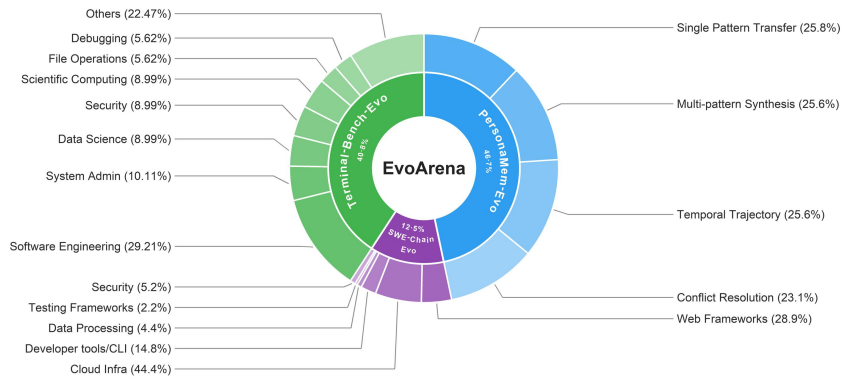 Others (22.47%)
Debugging (5.62%)
File Operations (5.62%)
Scientific Computing (8.99%)
Security (8.99%)
Data Science (8.99%)
System Admin (10.11%)
Software Engineering (29.21%)
Security (5.2%)
Testing Frameworks (2.2%)
Data Processing (4.4%)
Developer tools/CLI (14.8%)
Cloud Infra (44.4%)
Terminal-Bench-Evo
40.8%
EvoArena
PersonaMem-Evo
46.7%
12.5%
SWE-Chain
Evo
Single Pattern Transfer (25.8%)
Multi-pattern Synthesis (25.6%)
Temporal Trajectory (25.6%)
Conflict Resolution (23.1%)
Web Frameworks (28.9%)